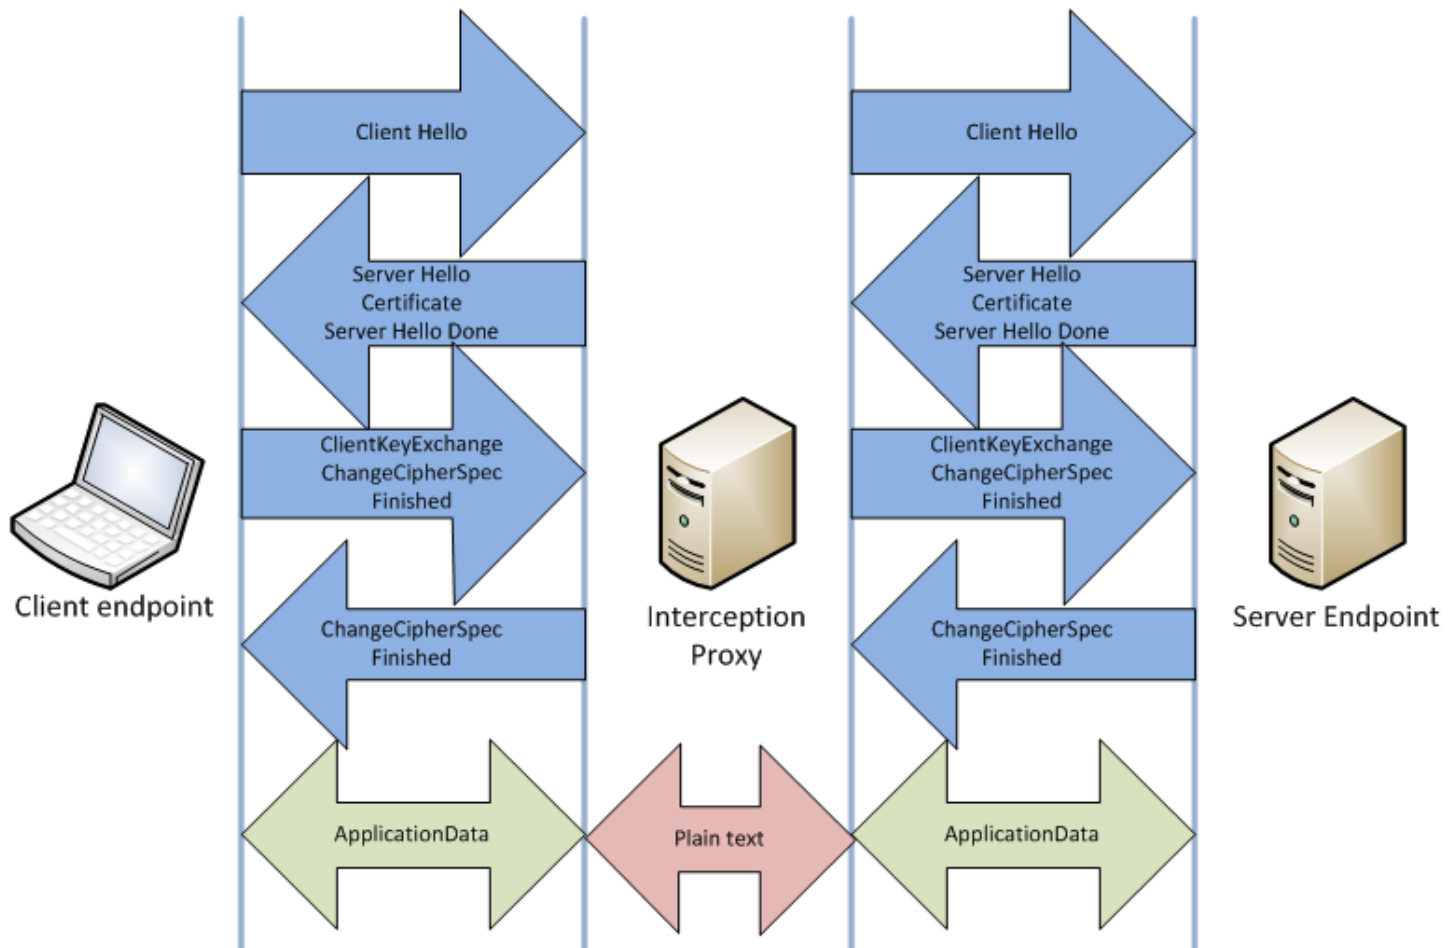 Client Hello
Client Hello
Server Hello
Certificate
Server Hello Done
Server Hello
Certificate
Server Hello Done
ClientKeyExchange
ChangeCipherSpec
Finished
ClientKeyExchange
ChangeCipherSpec
Finished
Client endpoint
Interception
Proxy
Server Endpoint
ChangeCipherSpec
Finished
ChangeCipherSpec
Finished
ApplicationData
Plain text
ApplicationData